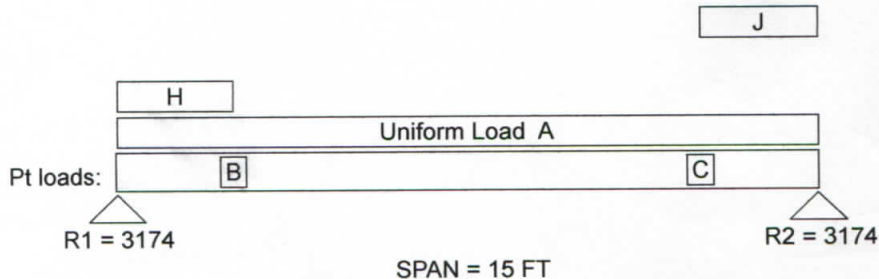 J
H
Uniform Load A
Pt loads: B C
R1 = 3174 R2 = 3174
SPAN = 15 FT